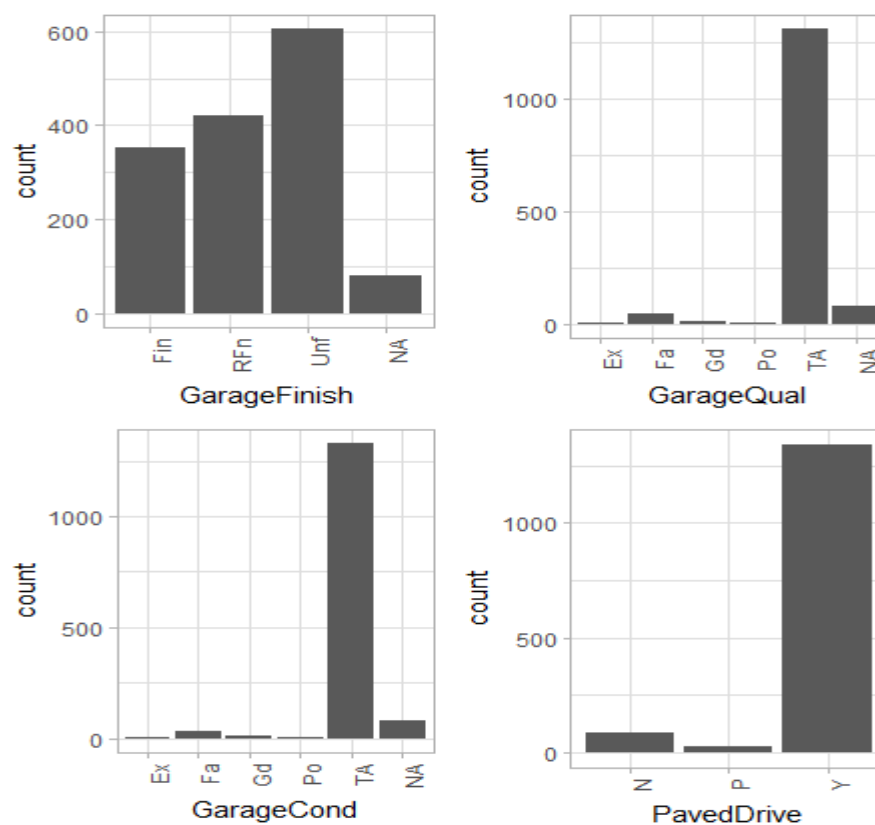 600
400
200
0
count
Fin
RFn
Unf
NA
GarageFinish
1000
500
0
count
Ex
Fa
Gd
Po
TA
NA
GarageQual
1000
500
0
count
Ex
Fa
Gd
Po
TA
NA
GarageCond
1000
500
0
count
N
P
Y
PavedDrive